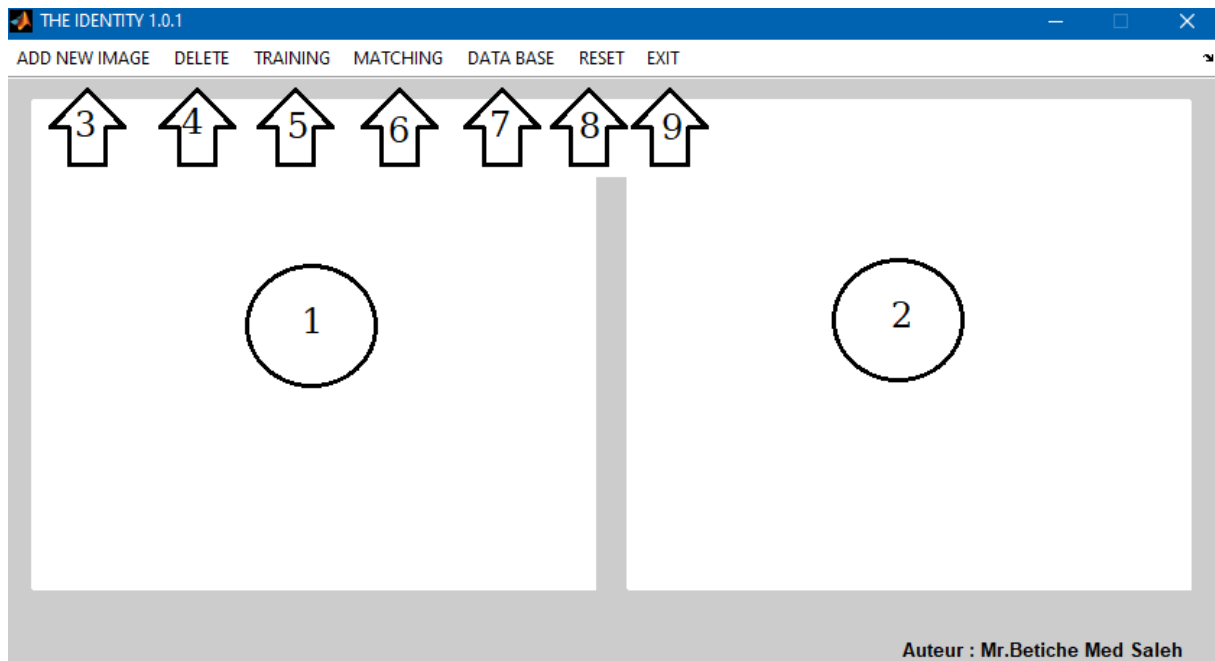 THE IDENTITY 1.0.1
ADD NEW IMAGE DELETE TRAINING MATCHING DATA BASE RESET EXIT
3 4 5 6 7 8 9
1 2
Auteur : Mr.Betiche Med Saleh